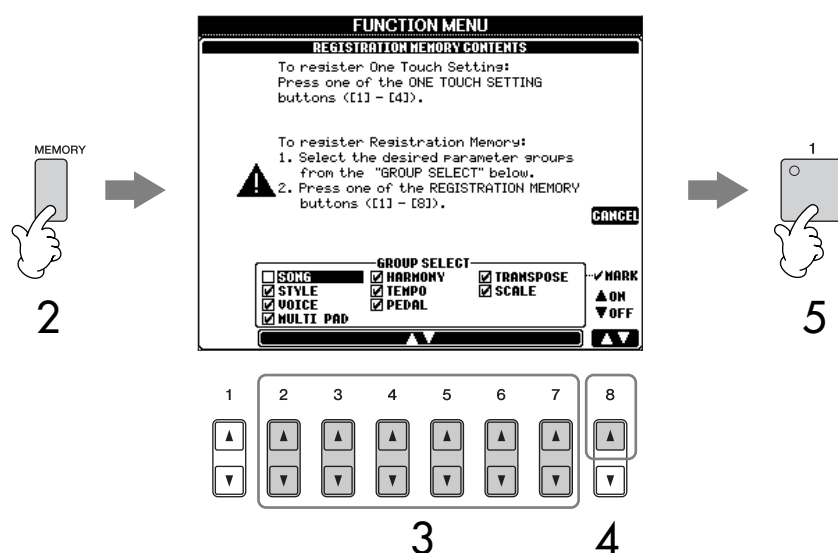 FUNCTION MENU
REGISTRATION MEMORY CONTENTS
To register One Touch Setting:
Press one of the ONE TOUCH SETTING
buttons ([1] - [4]).
To register Registration Memory:
1. Select the desired parameter groups
from the "GROUP SELECT" below.
2. Press one of the REGISTRATION MEMORY
buttons ([1] - [8]).
CANCEL
GROUP SELECT
SONG HARMONY TRANSPOSE
STYLE TEMPO SCALE
VOICE PEDAL
MULTI PAD
MARK
ON
OFF
MEMORY
2
1
5
1 2 3 4 5 6 7 8
3 4